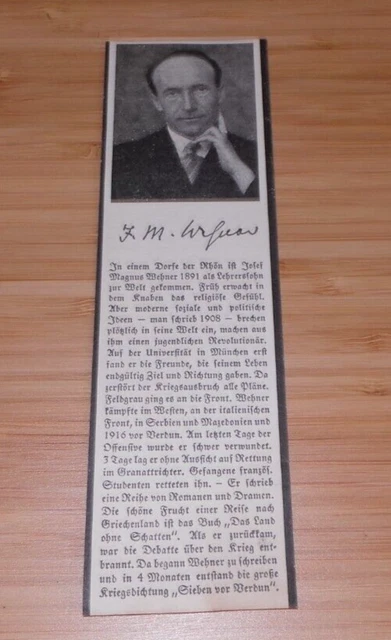 J. M. Wehner
In einem Dorfe der Rhön ist Josef
Magnus Wehner 1891 als Lehrerssohn
zur Welt gekommen. Früh erwacht in
dem Knaben das religiöse Gefühl.
Aber moderne soziale und politische
Ideen — man schrieb 1908 — brechen
plötzlich in seine Welt ein, machen aus
ihm einen jugendlichen Revolutionär.
Auf der Universität in München erst
fand er die Freunde, die seinem Leben
endgültig Ziel und Richtung gaben. Da
zerstört der Kriegsausbruch alle Pläne.
Feldgrau ging es an die Front. Wehner
kämpfte im Westen, an der italienischen
Front, in Serbien und Mazedonien und
1916 vor Verdun. Am letzten Tage der
Offensive wurde er schwer verwundet.
3 Tage lag er ohne Aussicht auf Rettung
im Granattrichter. Gefangene französ.
Studenten retteten ihn. – Er schrieb
eine Reihe von Romanen und Dramen.
Die schöne Frucht einer Reise nach
Griechenland ist das Buch „Das Land
ohne Schatten“. Als er zurückkam,
war die Debatte über den Krieg ent-
brannt. Da begann Wehner zu schreiben
und in 4 Monaten entstand die große
Kriegsdichtung „Sieben vor Verdun“.